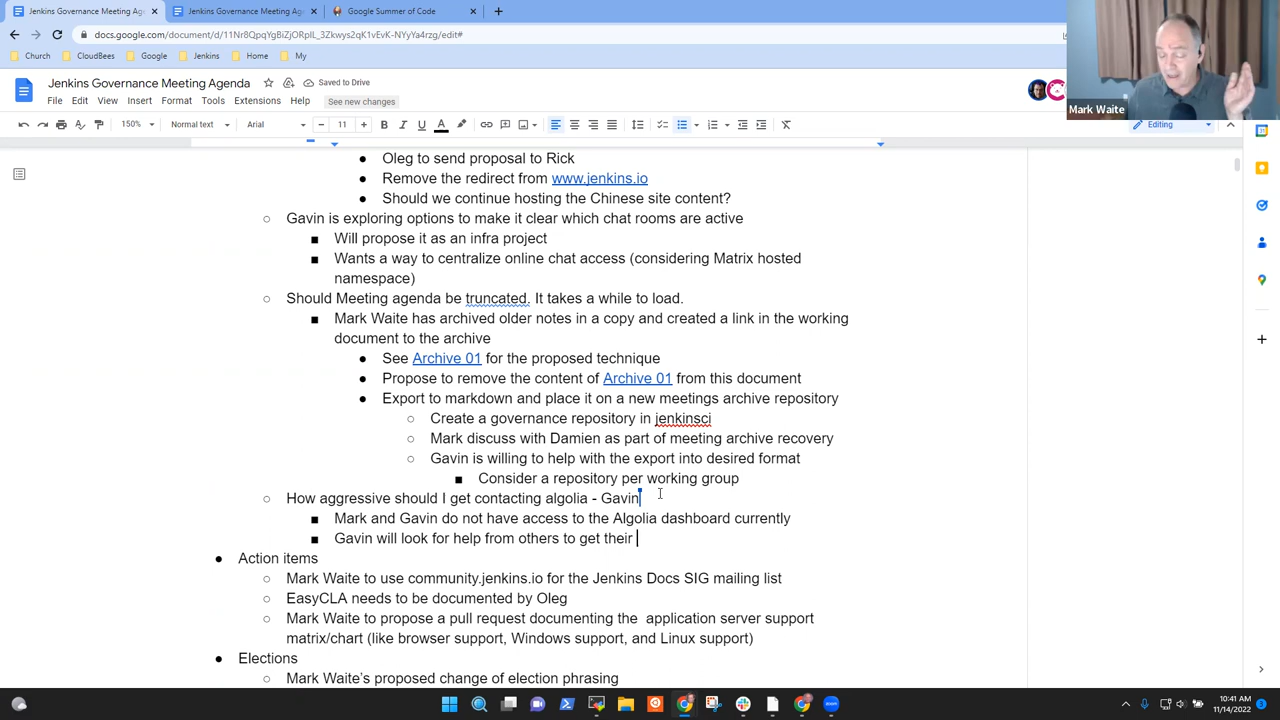 Jenkins Governance Meeting Ag
Jenkins Governance Meeting Age
Google Summer of Code
docs.google.com/document/d/11Nr8QpqYgBiZjORpIL_3Zkwys2qK1vEvK-NYyYa4rzg/edit#
Church
CloudBees
Google
Jenkins
Home
My
Jenkins Governance Meeting Agenda
Saved to Drive
File Edit View Insert Format Tools Extensions Help
See new changes
Mark Waite
150%
Normal text
Arial
11
Editing
Oleg to send proposal to Rick
Remove the redirect from www.jenkins.io
Should we continue hosting the Chinese site content?
Gavin is exploring options to make it clear which chat rooms are active
Will propose it as an infra project
Wants a way to centralize online chat access (considering Matrix hosted
namespace)
Should Meeting agenda be truncated. It takes a while to load.
Mark Waite has archived older notes in a copy and created a link in the working
document to the archive
See Archive 01 for the proposed technique
Propose to remove the content of Archive 01 from this document
Export to markdown and place it on a new meetings archive repository
Create a governance repository in jenkinsci
Mark discuss with Damien as part of meeting archive recovery
Gavin is willing to help with the export into desired format
Consider a repository per working group
How aggressive should I get contacting algolia - Gavin
Mark and Gavin do not have access to the Algolia dashboard currently
Gavin will look for help from others to get their
Action items
Mark Waite to use community.jenkins.io for the Jenkins Docs SIG mailing list
EasyCLA needs to be documented by Oleg
Mark Waite to propose a pull request documenting the  application server support
matrix/chart (like browser support, Windows support, and Linux support)
Elections
Mark Waite's proposed change of election phrasing
10:41 AM
11/14/2022